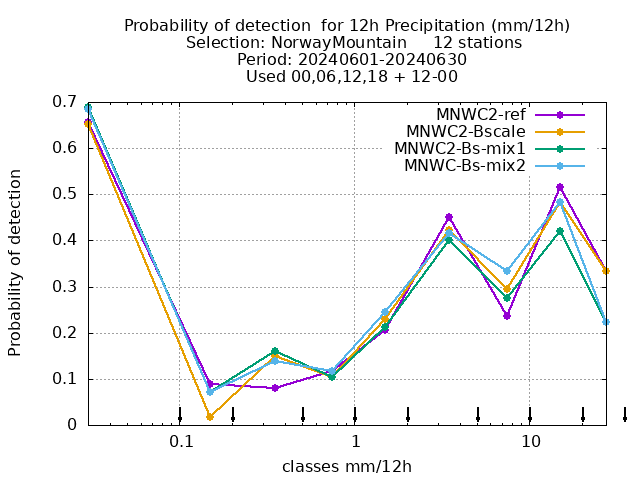 Probability of detection  for 12h Precipitation (mm/12h)
Selection: NorwayMountain     12 stations
Period: 20240601-20240630
Used 00,06,12,18 + 12-00
MNWC2-ref
MNWC2-Bscale
MNWC2-Bs-mix1
MNWC-Bs-mix2
Probability of detection
0.7
0.6
0.5
0.4
0.3
0.2
0.1
0
0.1
1
10
classes mm/12h